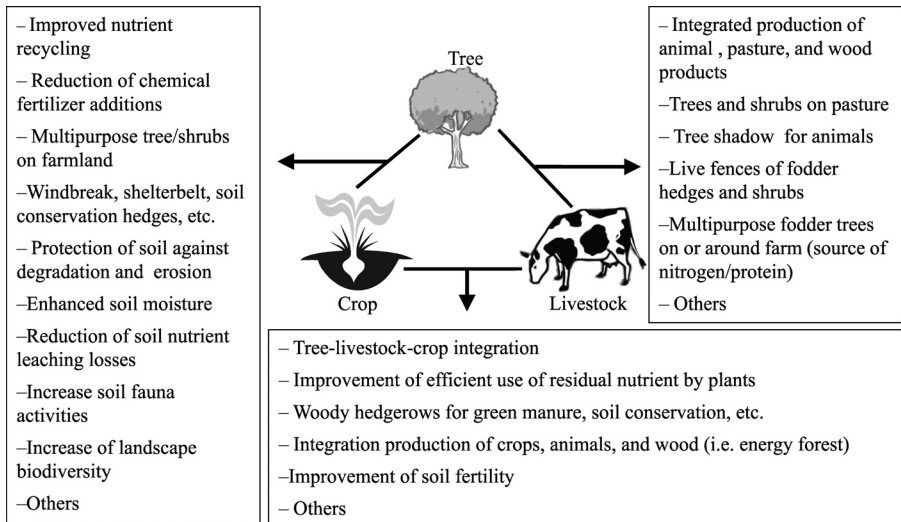 – Improved nutrient
recycling
– Reduction of chemical
fertilizer additions
– Multipurpose tree/shrubs
on farmland
–Windbreak, shelterbelt, soil
conservation hedges, etc.
– Protection of soil against
degradation and erosion
–Enhanced soil moisture
–Reduction of soil nutrient
leaching losses
–Increase soil fauna
activities
–Increase of landscape
biodiversity
–Others
Tree
Crop
Livestock
– Integrated production of
animal , pasture, and wood
products
–Trees and shrubs on pasture
– Tree shadow for animals
–Live fences of fodder
hedges and shrubs
–Multipurpose fodder trees
on or around farm (source of
nitrogen/protein)
– Others
– Tree-livestock-crop integration
– Improvement of efficient use of residual nutrient by plants
– Woody hedgerows for green manure, soil conservation, etc.
– Integration production of crops, animals, and wood (i.e. energy forest)
–Improvement of soil fertility
– Others